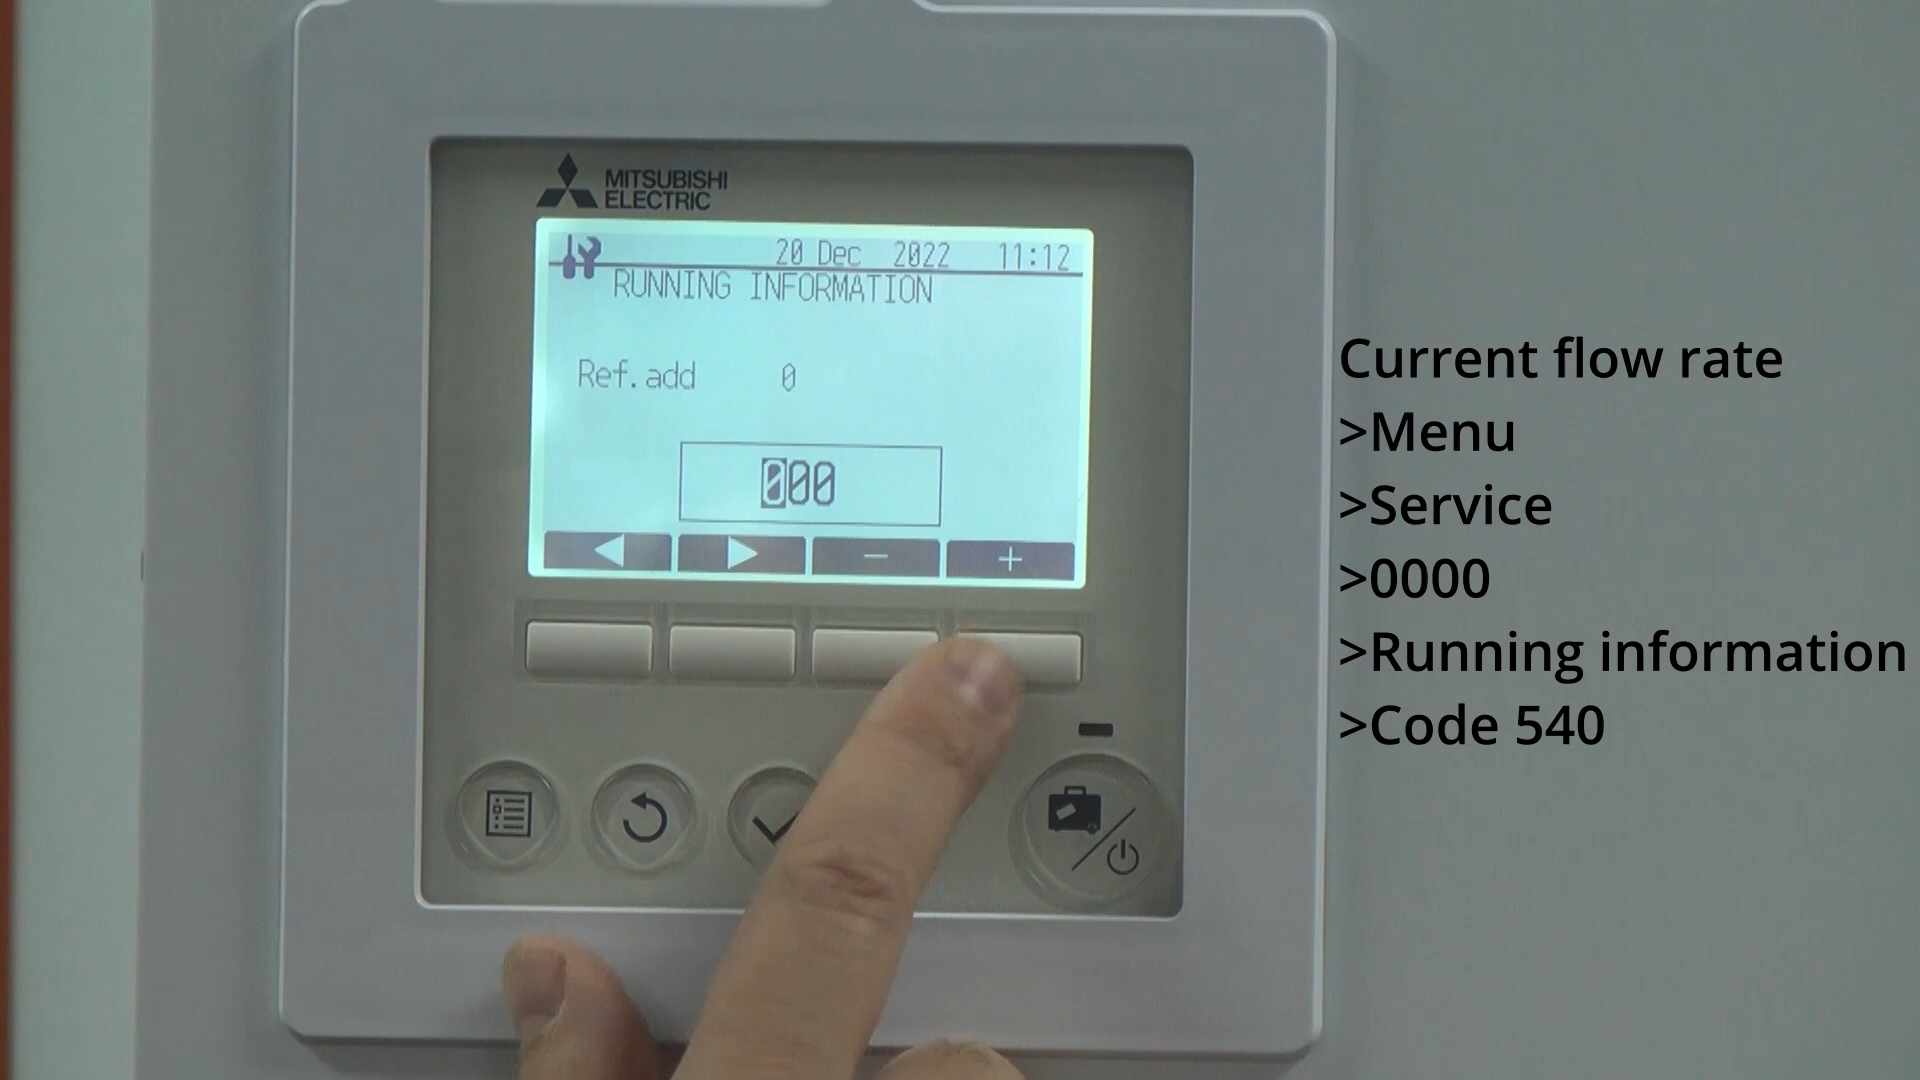 MITSUBISHI
ELECTRIC
20 Dec 2022 11:12
RUNNING INFORMATION
Ref.add 0
000
Current flow rate
>Menu
>Service
>0000
>Running information
>Code 540